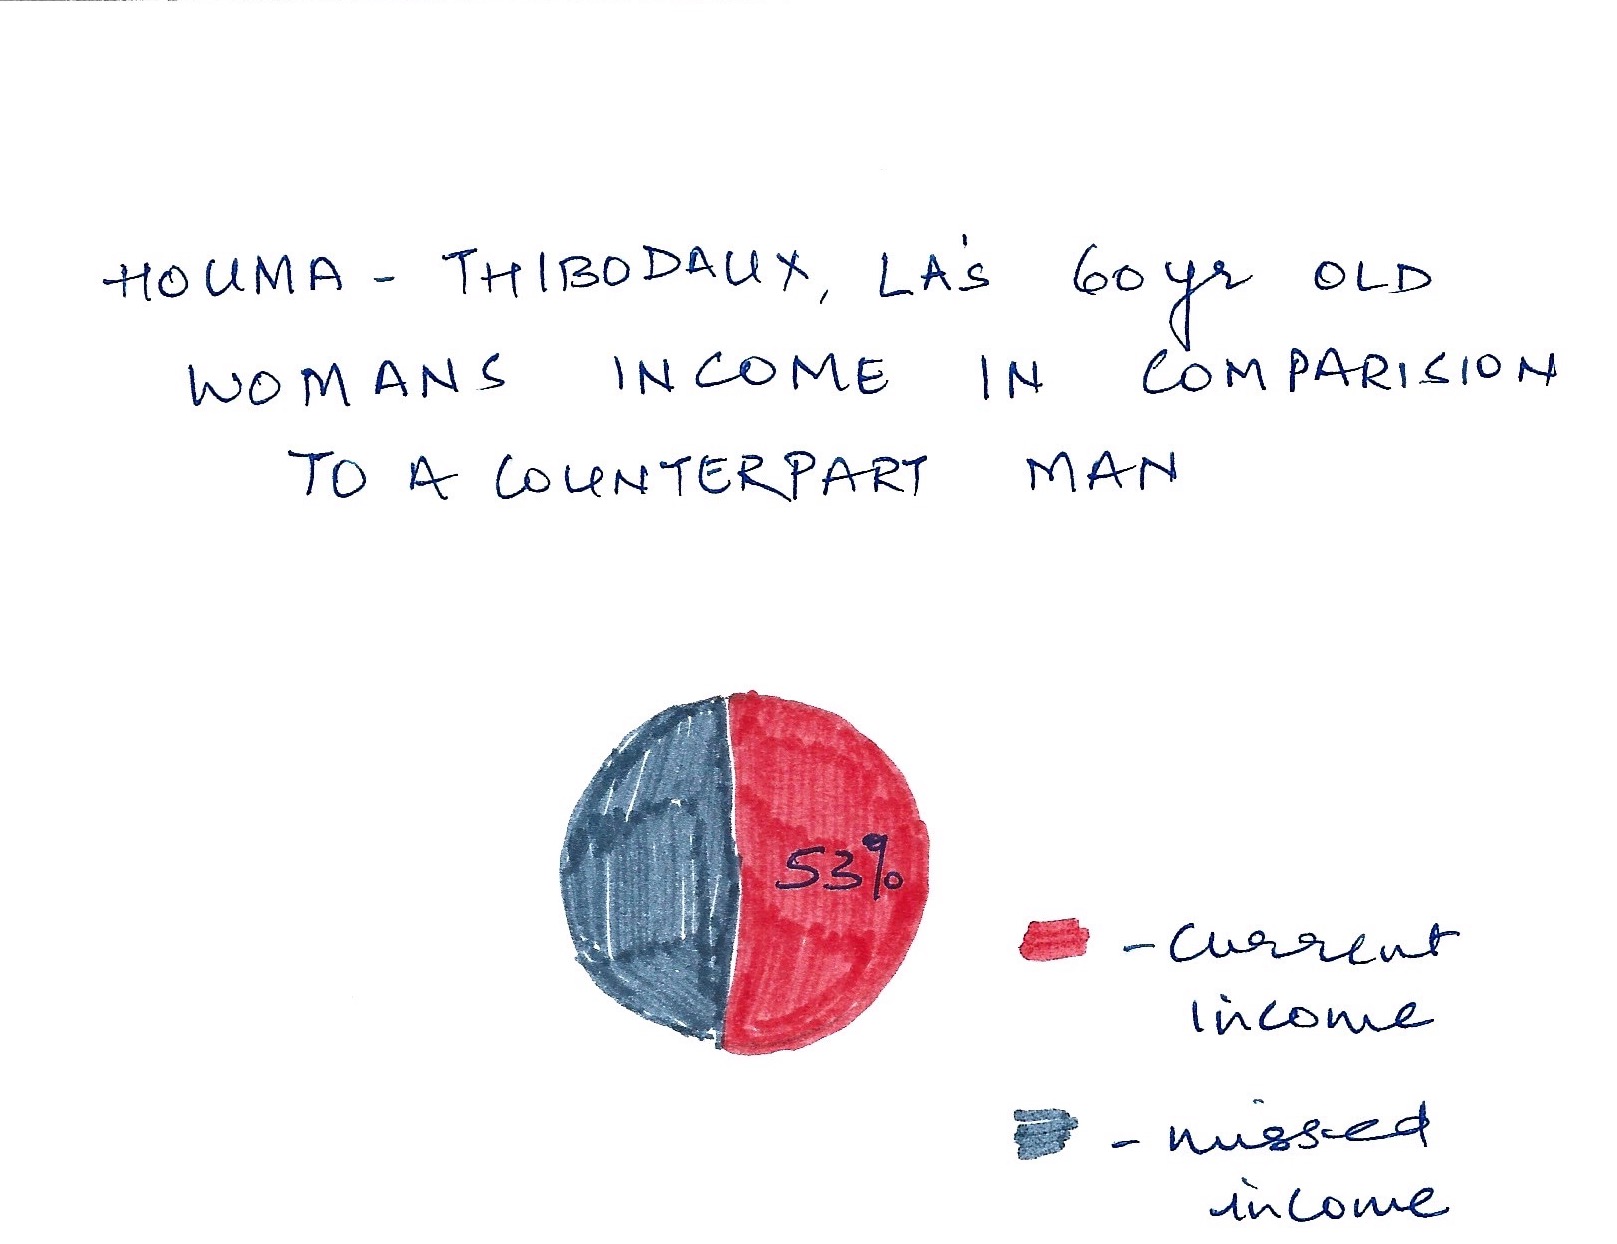 HOUMA - THIBODAUX, LA'S 60yr OLD
WOMANS INCOME IN COMPARISION
TO A COUNTERPART MAN
53%
- current
income
- missed
income